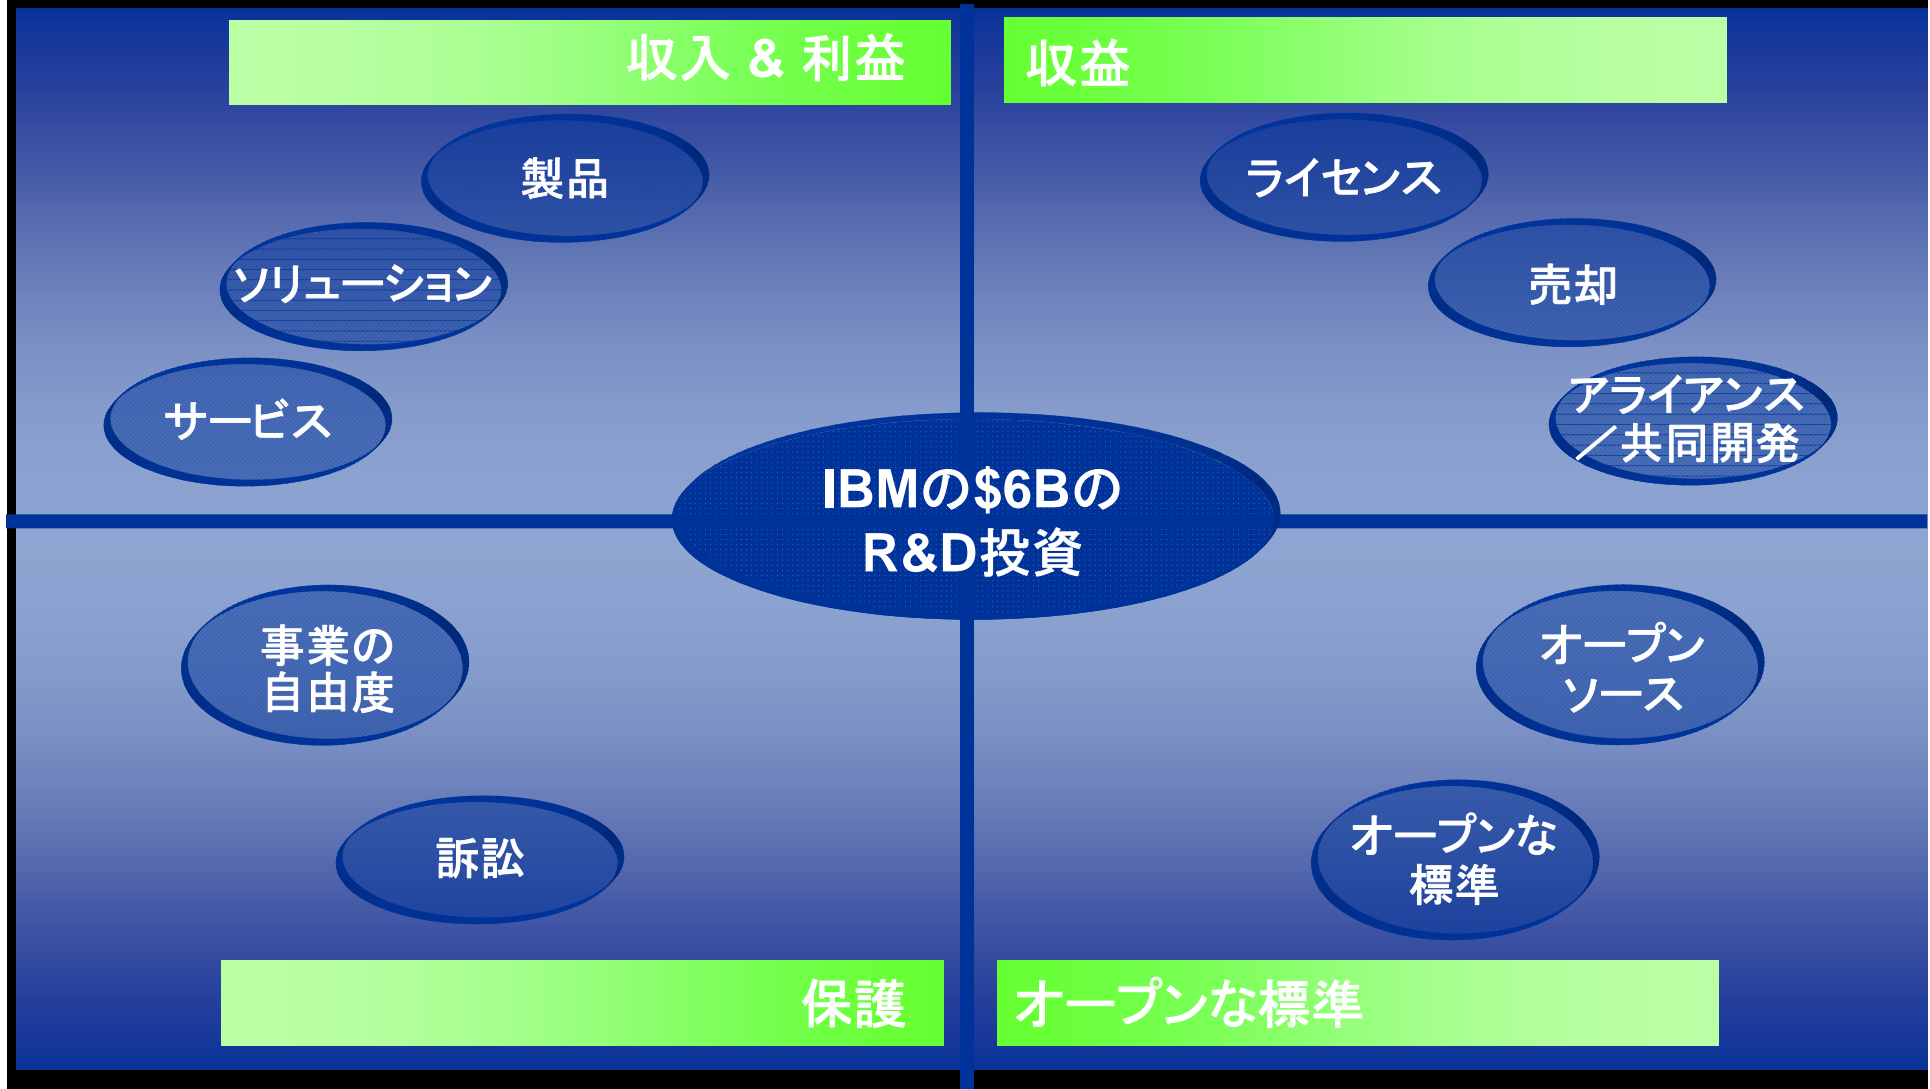 収入 & 利益
製品
ソリューション
サービス
収益
ライセンス
売却
アライアンス
／共同開発
IBMの$6Bの
R&D投資
事業の
自由度
訴訟
保護
オープン
ソース
オープンな
標準
オープンな標準